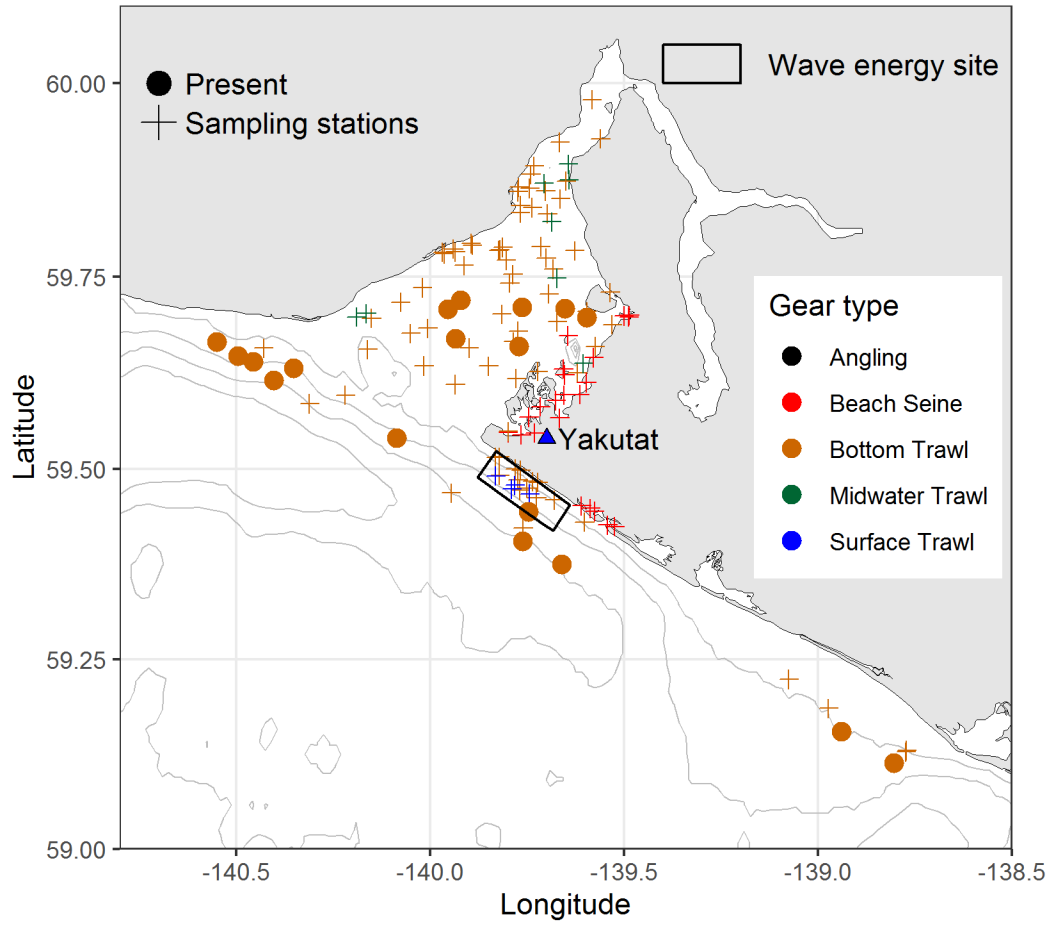 Present
Sampling stations
Wave energy site
60.00
59.75
59.50
59.25
59.00
Latitude
Yakutat
Gear type
Angling
Beach Seine
Bottom Trawl
Midwater Trawl
Surface Trawl
-140.5
-140.0
-139.5
-139.0
-138.5
Longitude